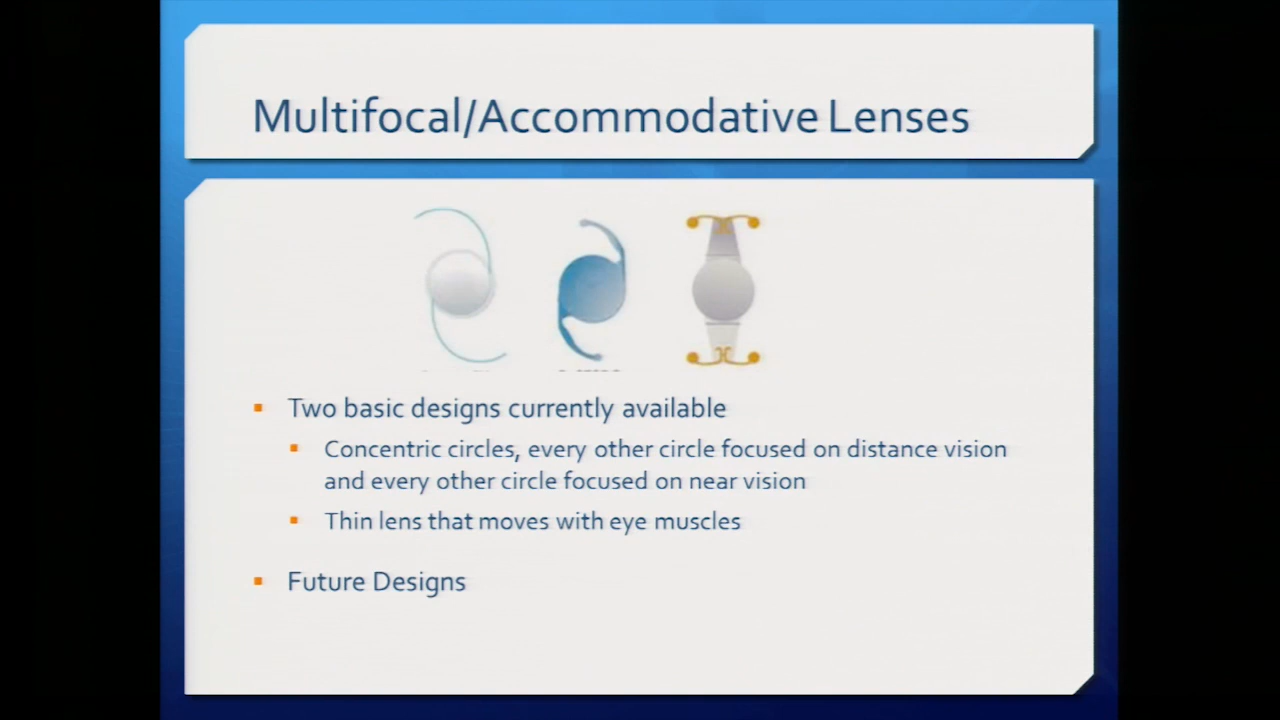 Multifocal/Accommodative Lenses
Two basic designs currently available
Concentric circles, every other circle focused on distance vision
and every other circle focused on near vision
Thin lens that moves with eye muscles
Future Designs